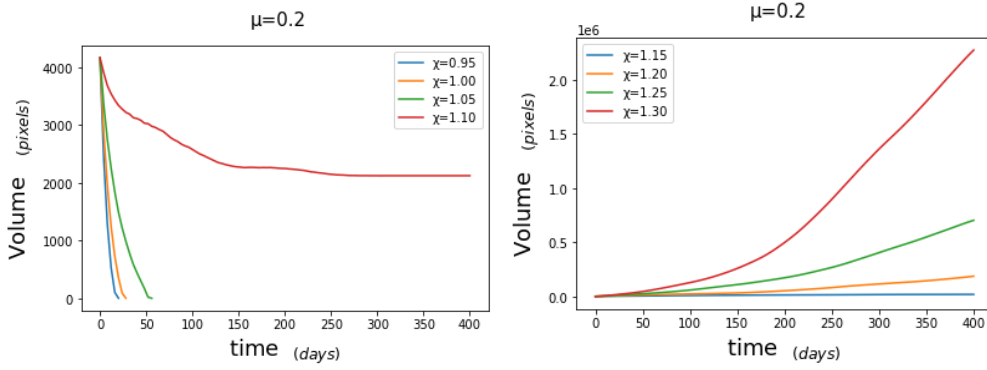 μ=0.2
4000
3000
2000
1000
0
Volume (pixels)
χ=0.95
χ=1.00
χ=1.05
χ=1.10
0 50 100 150 200 250 300 350 400
time (days)
μ=0.2
1e6
2.0
1.5
1.0
0.5
0.0
Volume (pixels)
χ=1.15
χ=1.20
χ=1.25
χ=1.30
0 50 100 150 200 250 300 350 400
time (days)